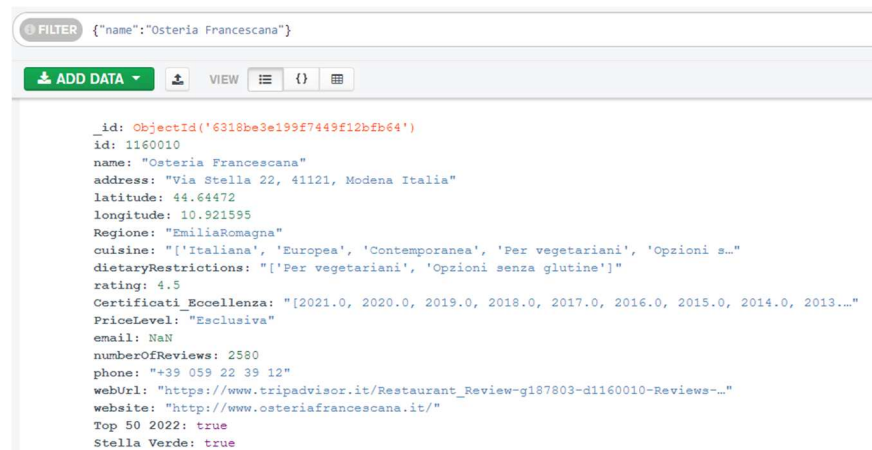 FILTER {"name":"Osteria Francescana"}
ADD DATA VIEW {}
_id: ObjectId('6318be3e199f7449f12bfb64')
id: 1160010
name: "Osteria Francescana"
address: "Via Stella 22, 41121, Modena Italia"
latitude: 44.64472
longitude: 10.921595
Regione: "EmiliaRomagna"
cuisine: "['Italiana', 'Europea', 'Contemporanea', 'Per vegetariani', 'Opzioni s…"
dietaryRestrictions: "['Per vegetariani', 'Opzioni senza glutine']"
rating: 4.5
Certificati_Eccellenza: "[2021.0, 2020.0, 2019.0, 2018.0, 2017.0, 2016.0, 2015.0, 2014.0, 2013.…"
PriceLevel: "Esclusiva"
email: NaN
numberOfReviews: 2580
phone: "+39 059 22 39 12"
webUrl: "https://www.tripadvisor.it/Restaurant_Review-g187803-d1160010-Reviews-…"
website: "http://www.osteriafrancescana.it/"
Top 50 2022: true
Stella Verde: true